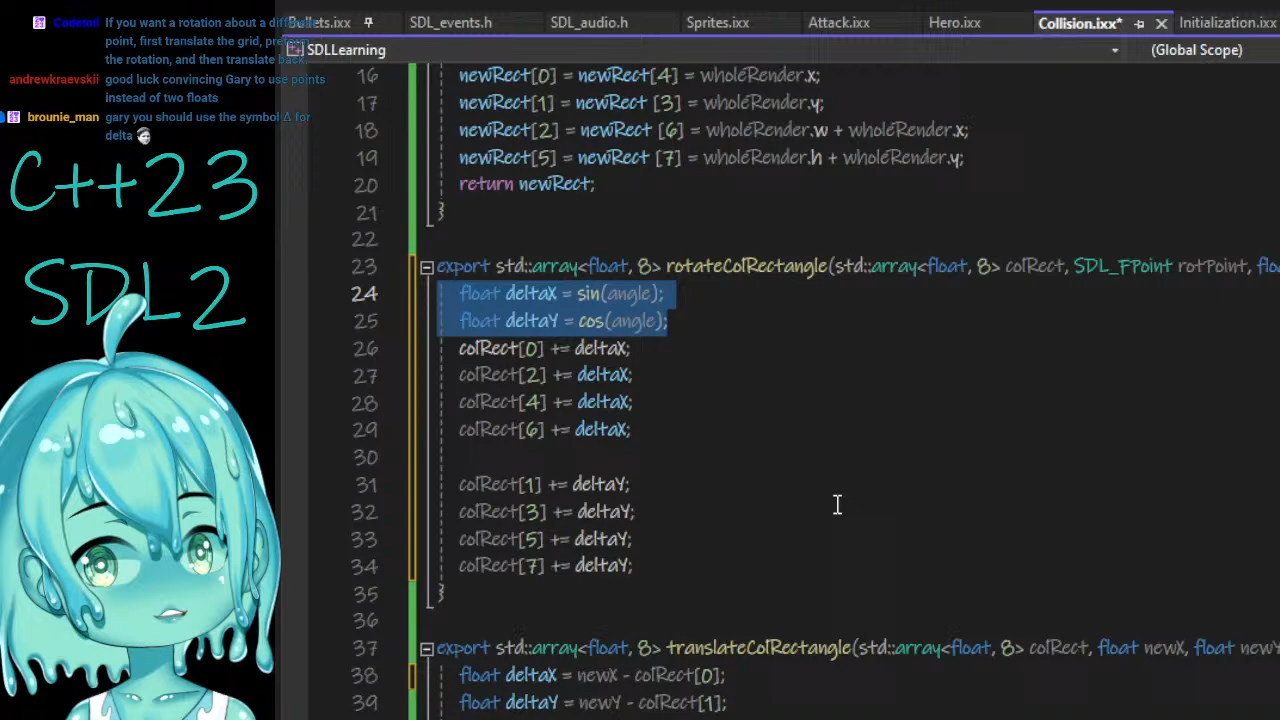 Codetoil If you want a rotation about a different
point, first translate the grid, preform
the rotation, and then translate back.
andrewkraevskii good luck convincing Gary to use points
instead of two floats
brounie_man gary you should use the symbol Δ for
delta
C++23
SDL2
Bullets.ixx SDL_events.h SDL_audio.h Sprites.ixx Attack.ixx Hero.ixx Collision.ixx* Initialization.ixx
SDLLearning (Global Scope)
16 newRect[0] = newRect[4] = wholeRender.x;
17 newRect[1] = newRect [3] = wholeRender.y;
18 newRect[2] = newRect [6] = wholeRender.w + wholeRender.x;
19 newRect[5] = newRect [7] = wholeRender.h + wholeRender.y;
20 return newRect;
21 }
22
23 export std::array<float, 8> rotateColRectangle(std::array<float, 8> colRect, SDL_FPoint rotPoint, flo
24 float deltaX = sin(angle);
25 float deltaY = cos(angle);
26 colRect[0] += deltaX;
27 colRect[2] += deltaX;
28 colRect[4] += deltaX;
29 colRect[6] += deltaX;
30
31 colRect[1] += deltaY;
32 colRect[3] += deltaY;
33 colRect[5] += deltaY;
34 colRect[7] += deltaY;
35 }
36
37 export std::array<float, 8> translateColRectangle(std::array<float, 8> colRect, float newX, float newY
38 float deltaX = newX - colRect[0];
39 float deltaY = newY - colRect[1];